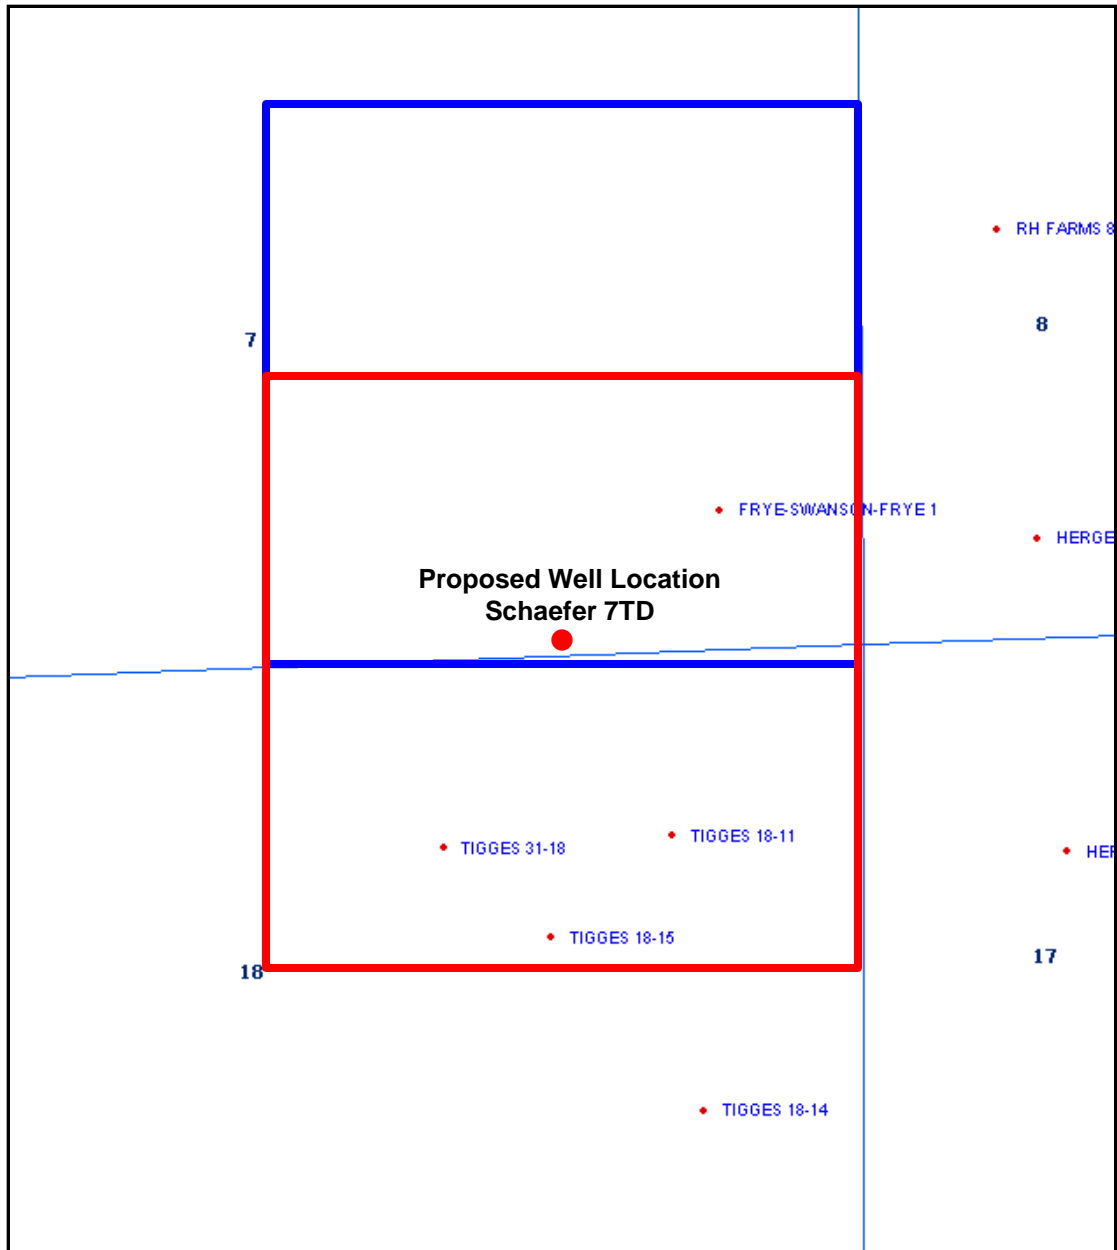 RH FARMS 8
7
8
FRYE-SWANSON-FRYE 1
HERGE
Proposed Well Location
Schaefer 7TD
TIGGES 31-18
TIGGES 18-11
HER
TIGGES 18-15
18
17
TIGGES 18-14